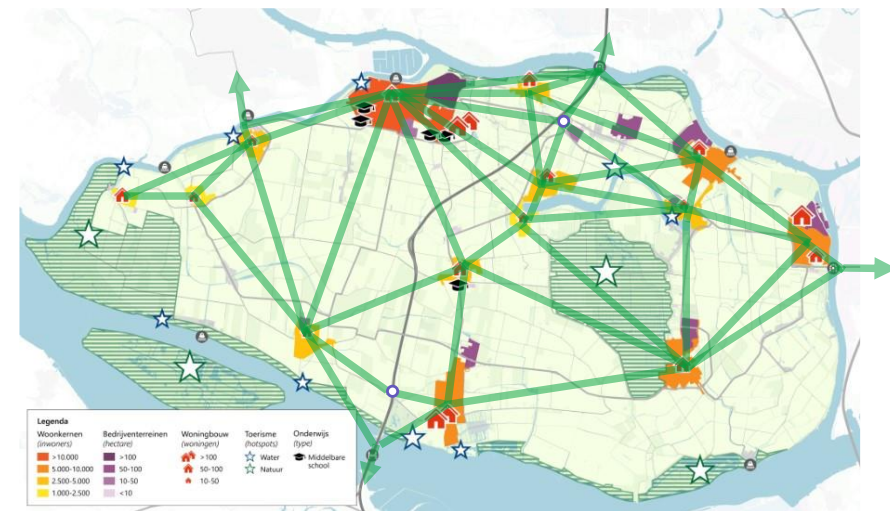 Legenda
Woonkernen
(inwoners)
>10.000
5.000-10.000
2.500-5.000
1.000-2.500
Bedrijventerreinen
(hectare)
>100
50-100
10-50
<10
Woningbouw
(woningen)
>100
50-100
10-50
Toerisme
(hotspots)
Water
Natuur
Onderwijs
(type)
Middelbare
school